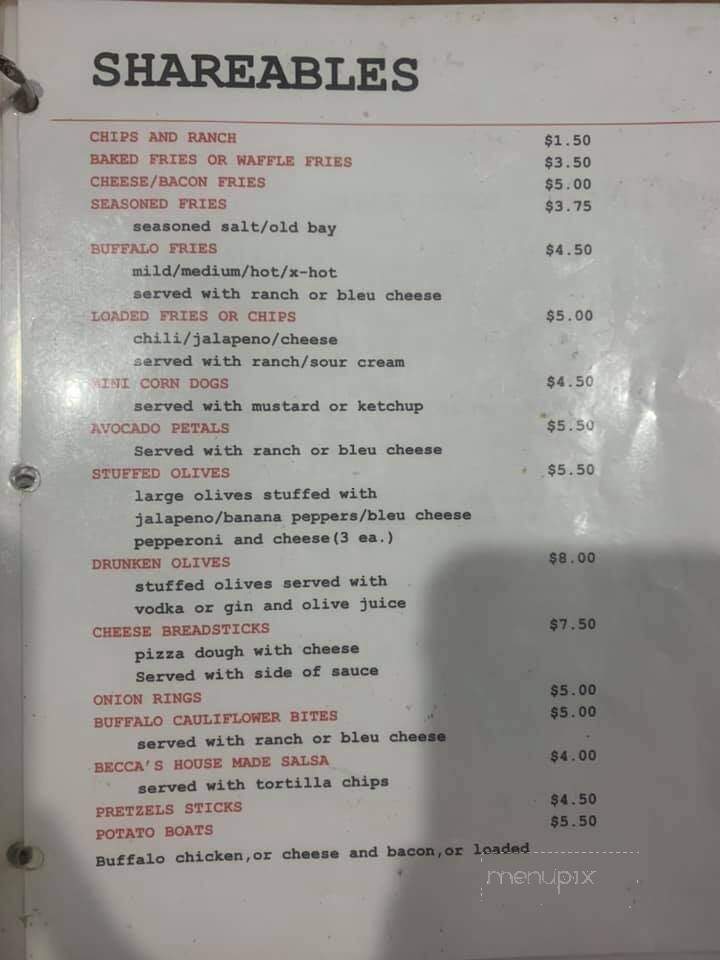 SHAREABLES
CHIPS AND RANCH $1.50
BAKED FRIES OR WAFFLE FRIES $3.50
CHEESE/BACON FRIES $5.00
SEASONED FRIES $3.75
seasoned salt/old bay
BUFFALO FRIES $4.50
mild/medium/hot/x-hot
served with ranch or bleu cheese
LOADED FRIES OR CHIPS $5.00
chili/jalapeno/cheese
served with ranch/sour cream
MINI CORN DOGS $4.50
served with mustard or ketchup
AVOCADO PETALS $5.50
Served with ranch or bleu cheese
STUFFED OLIVES $5.50
large olives stuffed with
jalapeno/banana peppers/bleu cheese
pepperoni and cheese(3 ea.)
DRUNKEN OLIVES $8.00
stuffed olives served with
vodka or gin and olive juice
CHEESE BREADSTICKS $7.50
pizza dough with cheese
Served with side of sauce
ONION RINGS $5.00
BUFFALO CAULIFLOWER BITES $5.00
served with ranch or bleu cheese
BECCA'S HOUSE MADE SALSA $4.00
served with tortilla chips
PRETZELS STICKS $4.50
POTATO BOATS $5.50
Buffalo chicken,or cheese and bacon,or loaded
menupix